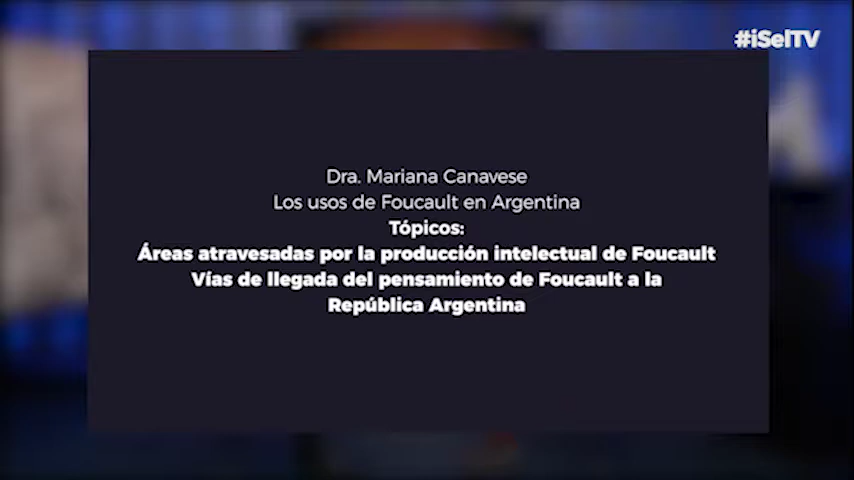 #iSelTV
Dra. Mariana Canavese
Los usos de Foucault en Argentina
Tópicos:
Áreas atravesadas por la producción intelectual de Foucault
Vías de llegada del pensamiento de Foucault a la
República Argentina